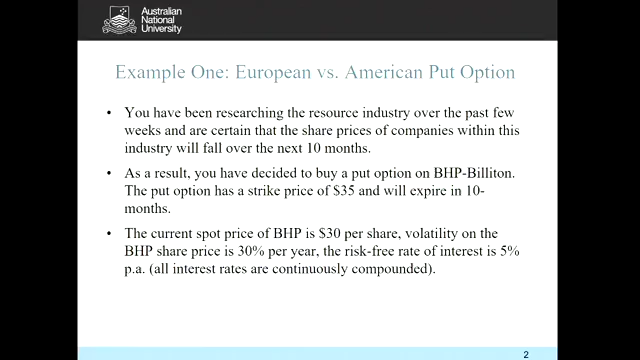 Australian
National
University
Example One: European vs. American Put Option
• You have been researching the resource industry over the past few
weeks and are certain that the share prices of companies within this
industry will fall over the next 10 months.
• As a result, you have decided to buy a put option on BHP-Billiton.
The put option has a strike price of $35 and will expire in 10-
months.
• The current spot price of BHP is $30 per share, volatility on the
BHP share price is 30% per year, the risk-free rate of interest is 5%
p.a. (all interest rates are continuously compounded).
2